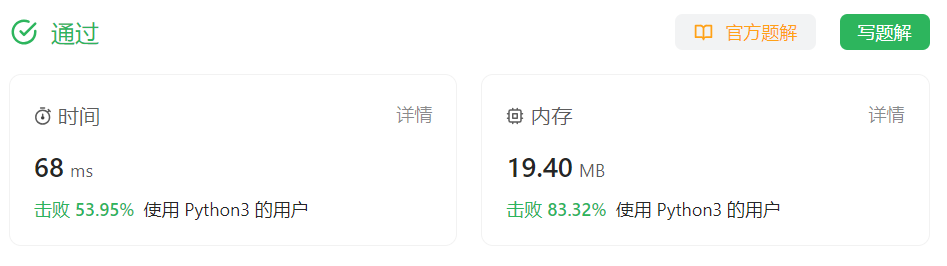 通过 官方题解 写题解
时间 详情
68 ms
击败 53.95% 使用 Python3 的用户
内存 详情
19.40 MB
击败 83.32% 使用 Python3 的用户